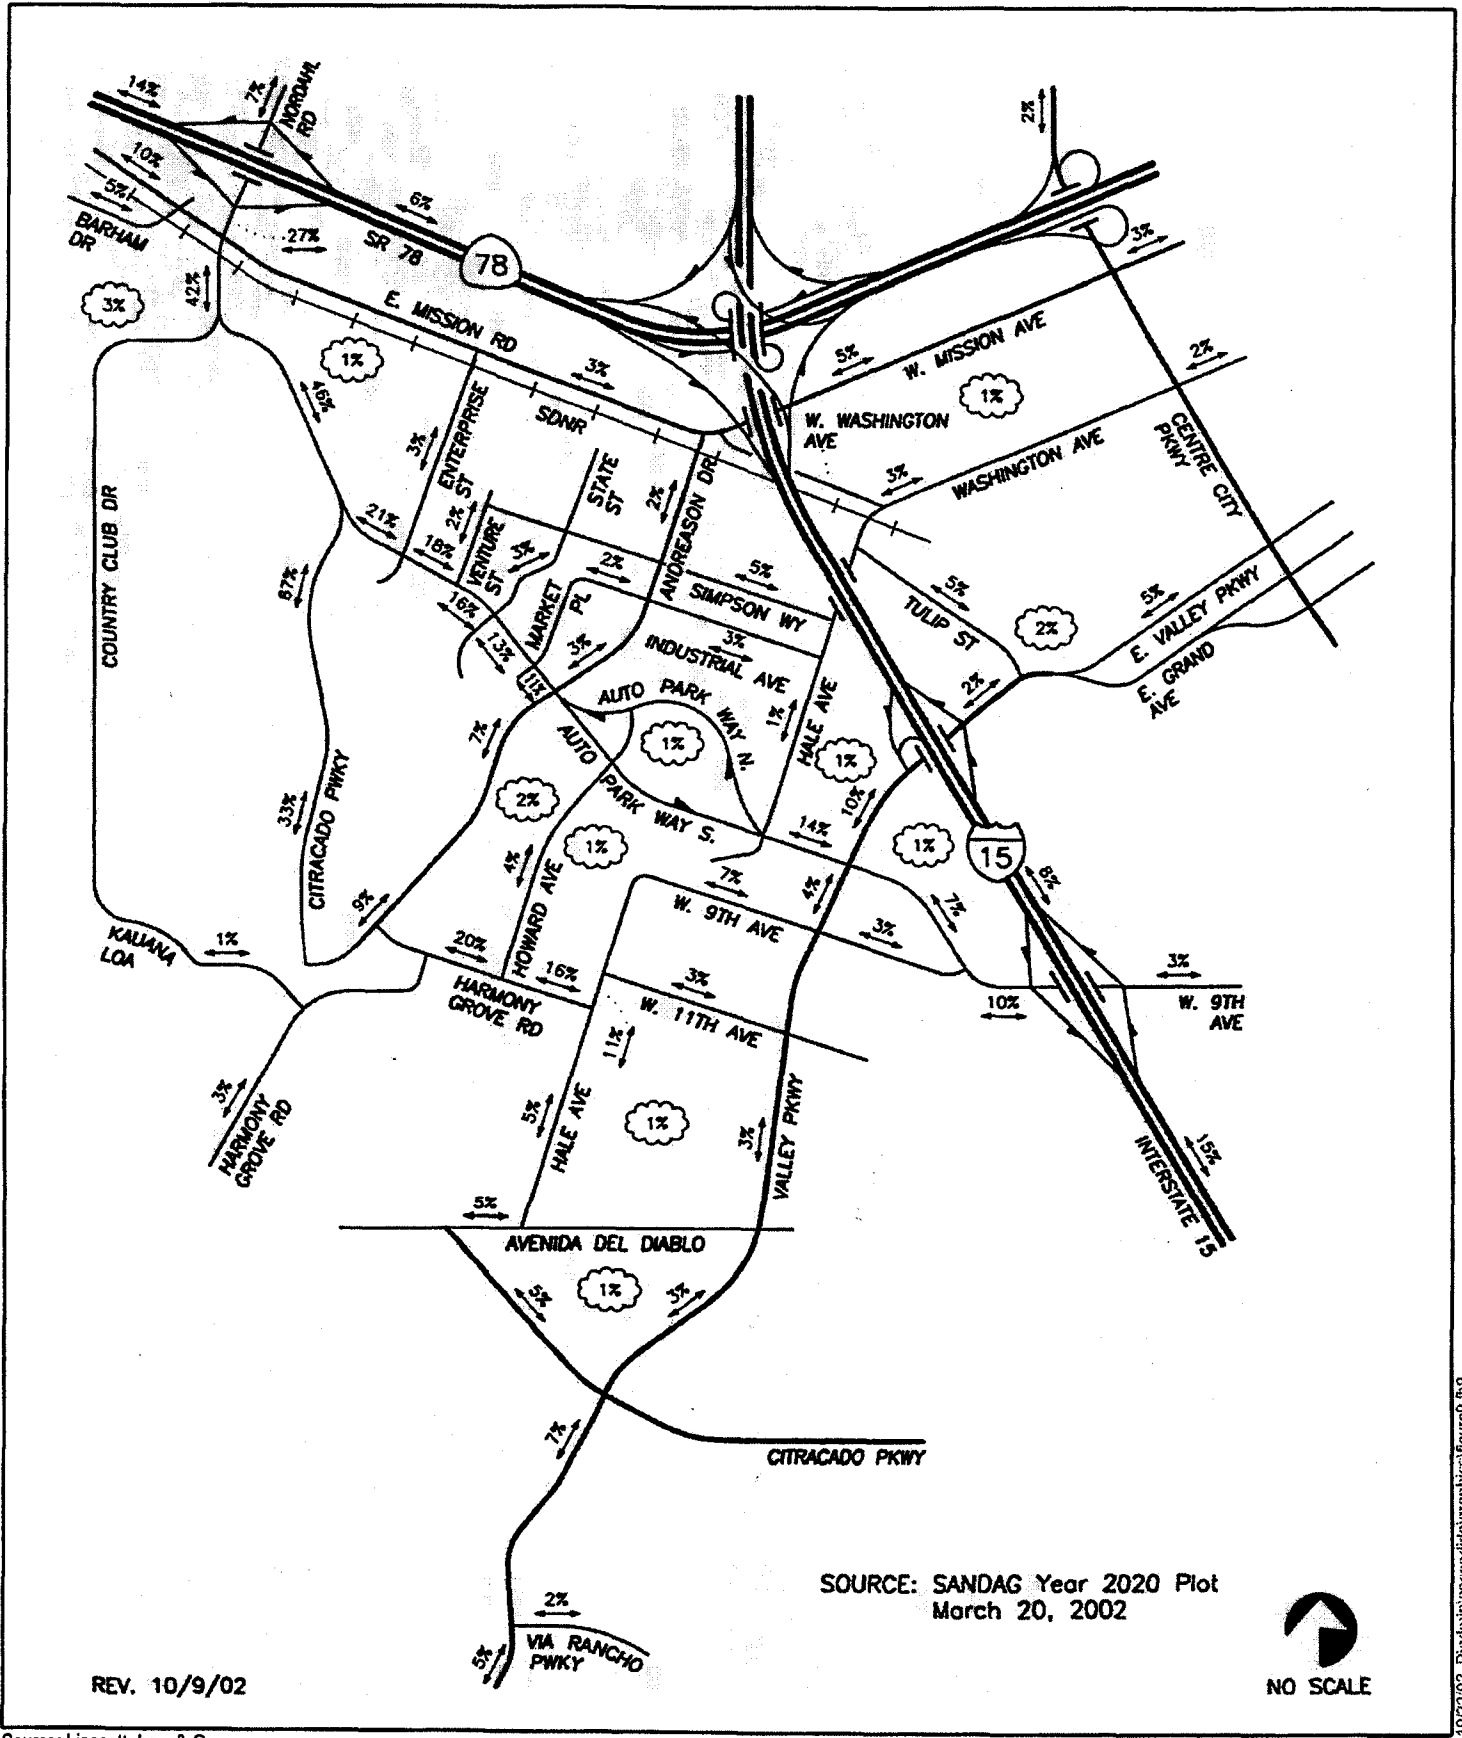 14%
7%
NORDAHL
RD
2%
10%
5%
BARHAM
DR
6%
27%
SR 78
78
3%
42%
3%
E. MISSION RD
1%
3%
5%
W. MISSION AVE
2%
1%
46%
SDNR
W. WASHINGTON
AVE
CENTRE CITY
PKWY
3%
ENTERPRISE
ST
STATE
ST
2%
ANDREASON DR
3%
WASHINGTON AVE
COUNTRY CLUB DR
21%
18%
2%
VENTURE
ST
3%
2%
5%
SIMPSON WY
5%
TULIP ST
2%
5%
E. VALLEY PKWY
E. GRAND
AVE
67%
16%
13%
11%
MARKET
PL
3%
3%
INDUSTRIAL AVE
AUTO PARK WAY N.
1%
HALE AVE
2%
7%
AUTO PARK WAY S.
1%
1%
33%
CITRACADO PWKY
2%
1%
10%
14%
1%
15
8%
4%
HOWARD AVE
7%
4%
7%
9%
W. 9TH AVE
3%
KAUANA
LOA
1%
20%
16%
HARMONY
GROVE RD
3%
W. 11TH AVE
10%
3%
W. 9TH
AVE
11%
3%
HARMONY
GROVE RD
5%
HALE AVE
1%
3%
VALLEY PKWY
15%
INTERSTATE 15
5%
AVENIDA DEL DIABLO
1%
5%
3%
7%
CITRACADO PKWY
2%
VIA RANCHO
PWKY
5%
SOURCE: SANDAG Year 2020 Plot
March 20, 2002
REV. 10/9/02
NO SCALE